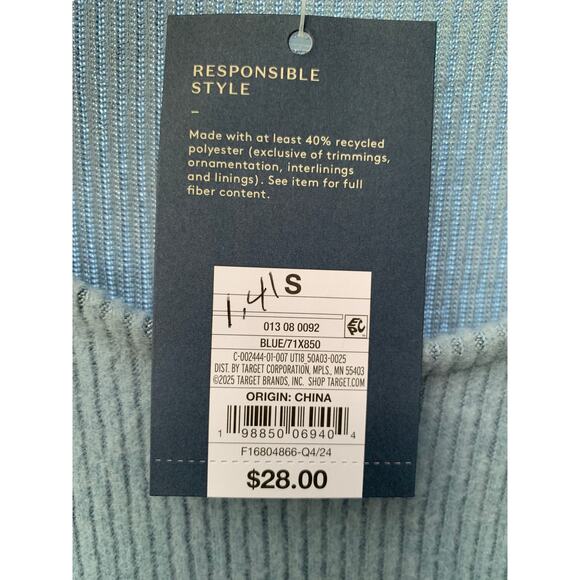 RESPONSIBLE
STYLE
–
Made with at least 40% recycled
polyester (exclusive of trimmings,
ornamentation, interlinings
and linings). See item for full
fiber content.
1.41 S
013 08 0092
EPC
BLUE/71X850
C-002444-01-007 UT18_50A03-0025
DIST. BY TARGET CORPORATION, MPLS., MN 55403
©2025 TARGET BRANDS, INC. SHOP TARGET.COM
ORIGIN: CHINA
1 98850 06940 4
F16804866-Q4/24
$28.00